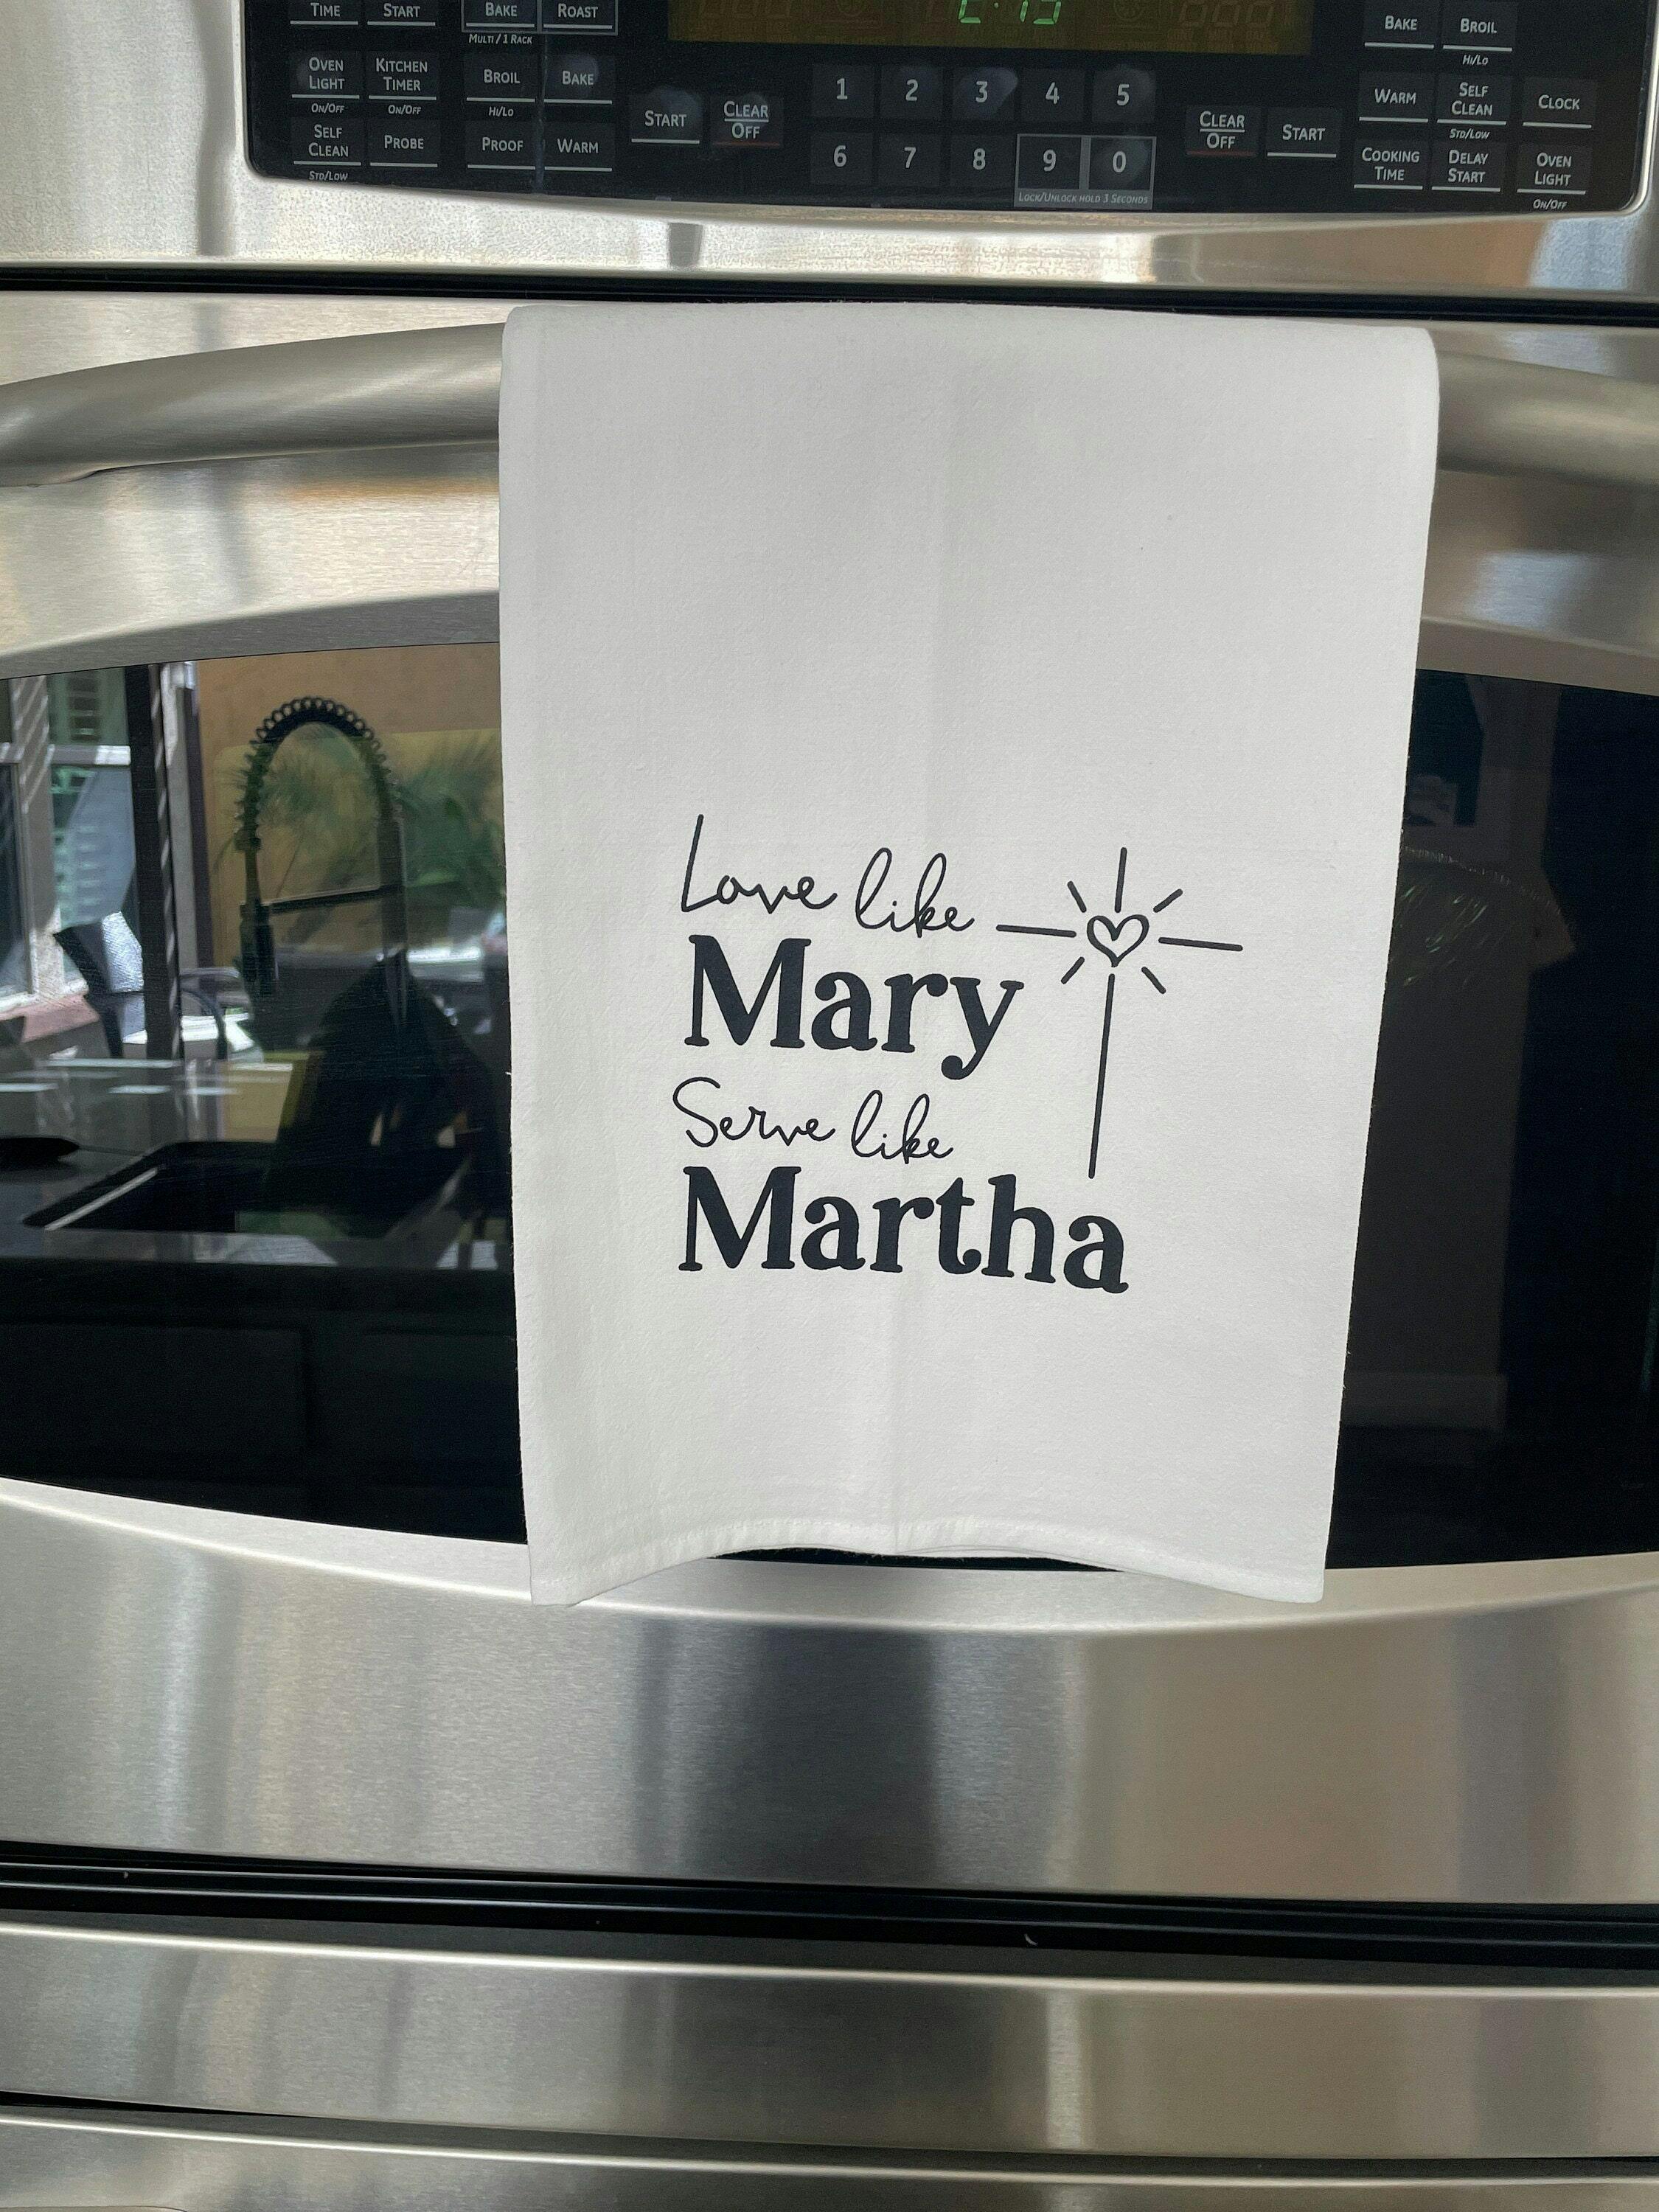 TIME START BAKE ROAST
MULTI / 1 RACK
BAKE BROIL
HI/LO
OVEN LIGHT
ON/OFF
KITCHEN TIMER
ON/OFF
BROIL
HI/LO
BAKE
SELF CLEAN
STD/LOW
PROBE
PROOF
WARM
START
CLEAR OFF
1 2 3 4 5
6 7 8 9 0
LOCK/UNLOCK HOLD 3 SECONDS
CLEAR OFF
START
WARM
SELF CLEAN
STD/LOW
CLOCK
COOKING TIME
DELAY START
OVEN LIGHT
ON/OFF
Love like
Mary
Serve like
Martha